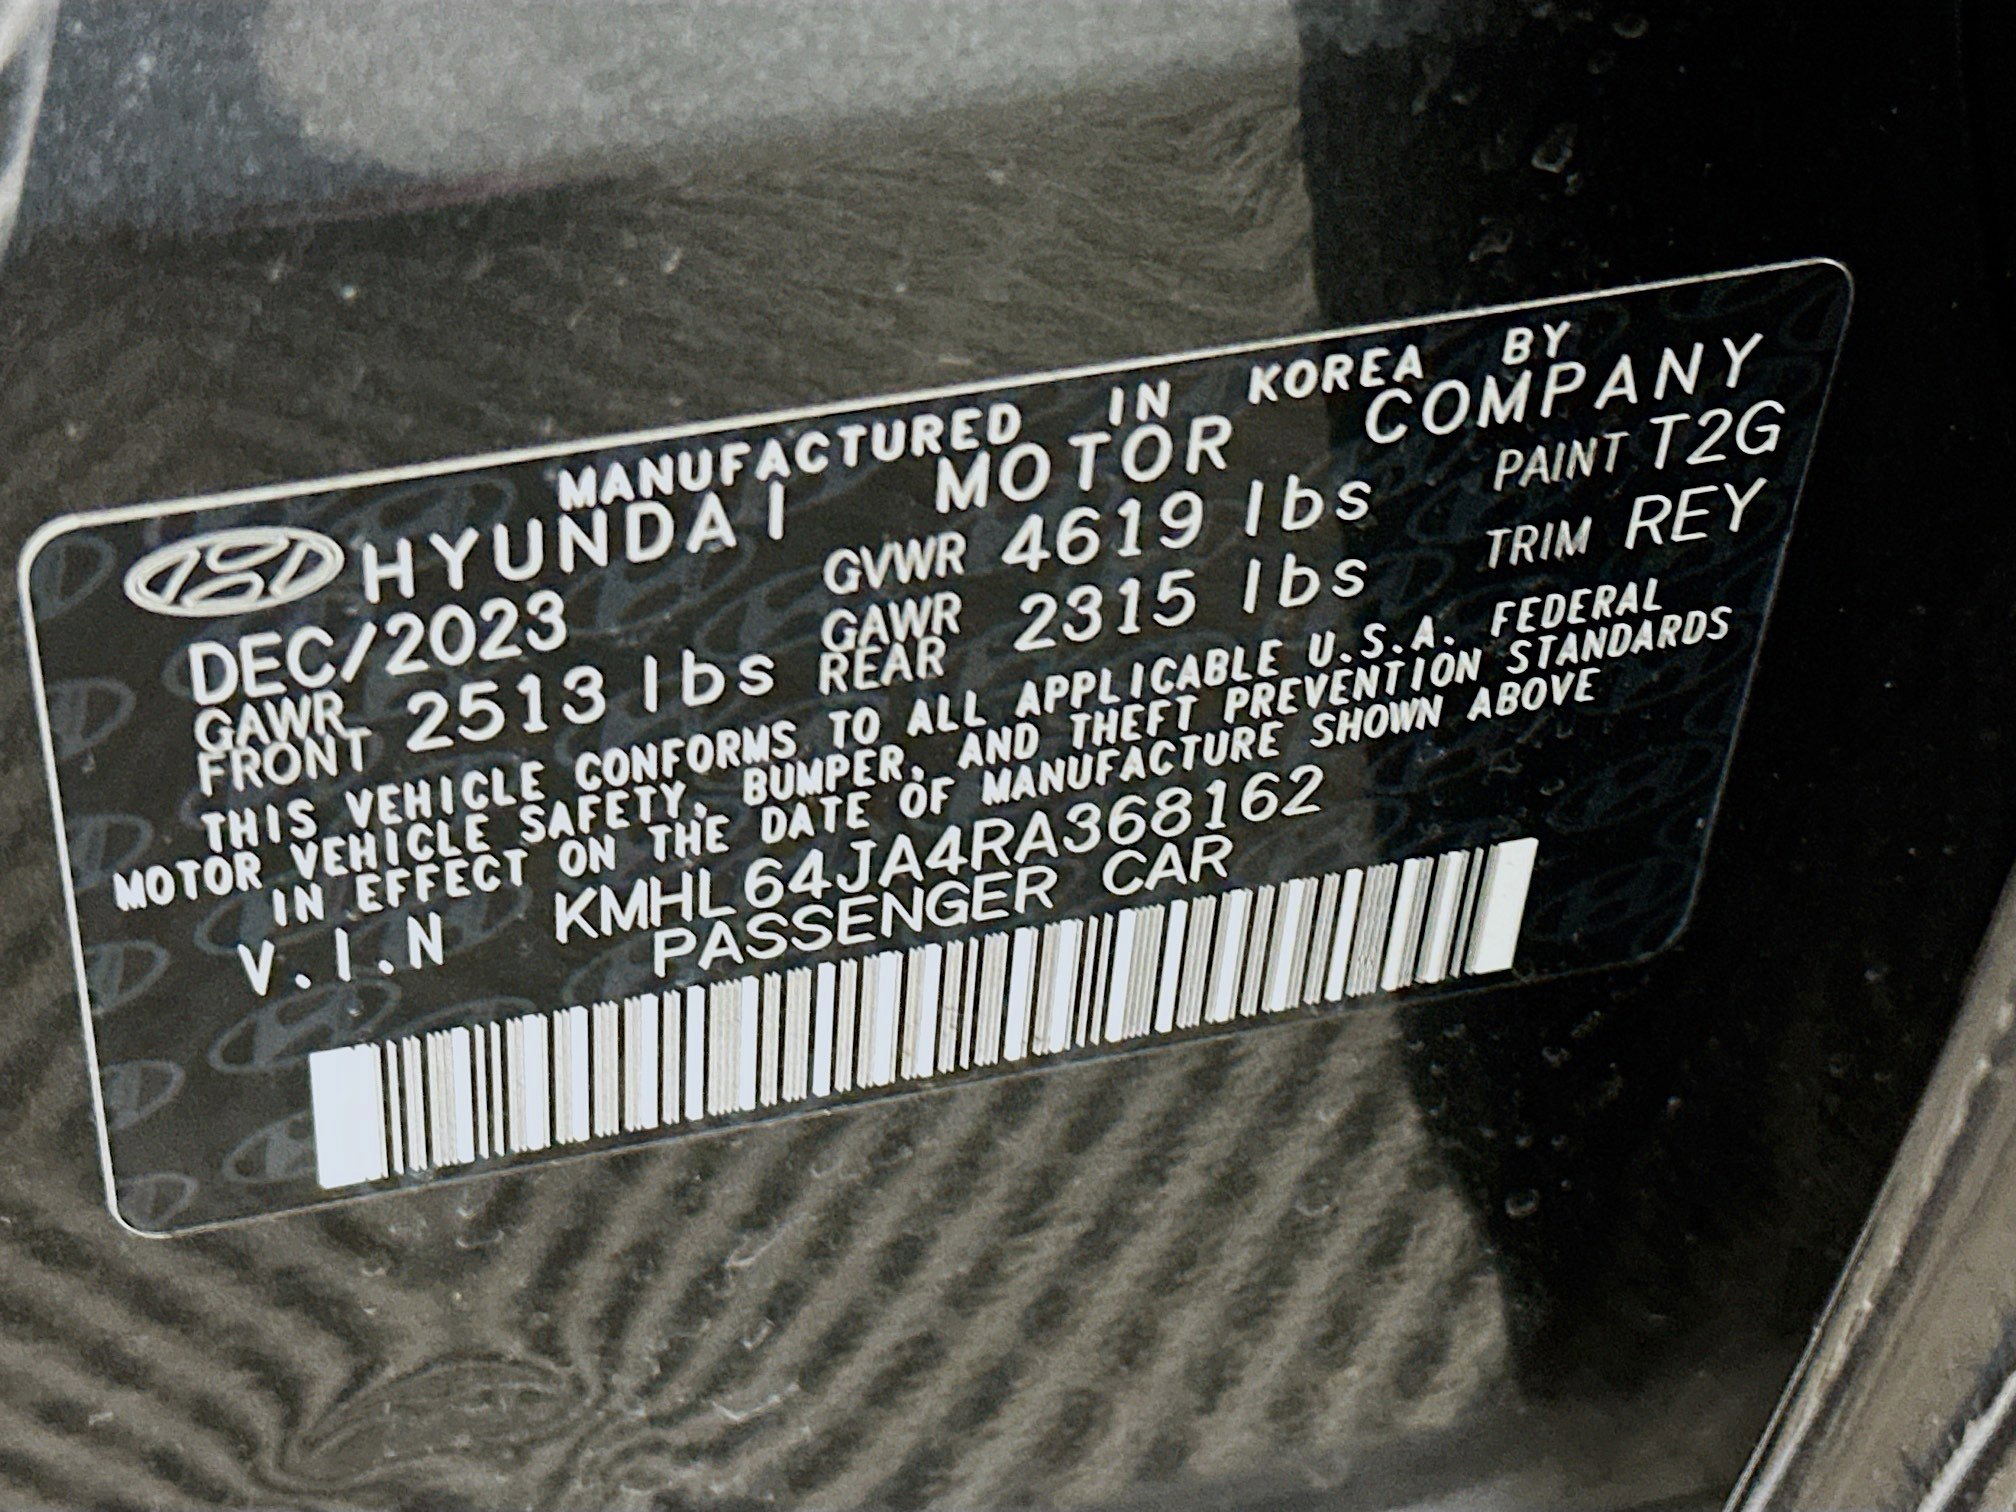 MANUFACTURED IN KOREA BY
HYUNDAI MOTOR COMPANY
DEC/2023 GVWR 4619 lbs PAINT T2G
GAWR FRONT 2513 lbs GAWR REAR 2315 lbs TRIM REY
THIS VEHICLE CONFORMS TO ALL APPLICABLE U.S.A. FEDERAL
MOTOR VEHICLE SAFETY, BUMPER, AND THEFT PREVENTION STANDARDS
IN EFFECT ON THE DATE OF MANUFACTURE SHOWN ABOVE
V.I.N KMHL64JA4RA368162
PASSENGER CAR